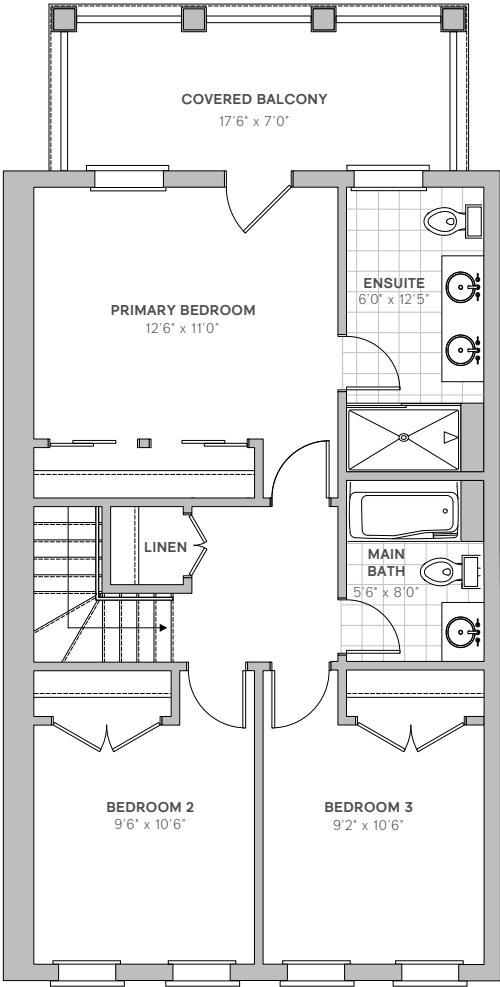 COVERED BALCONY
17'6" x 7'0"
PRIMARY BEDROOM
12'6" x 11'0"
ENSUITE
6'0" x 12'5"
LINEN
MAIN
BATH
5'6" x 8'0"
BEDROOM 2
9'6" x 10'6"
BEDROOM 3
9'2" x 10'6"